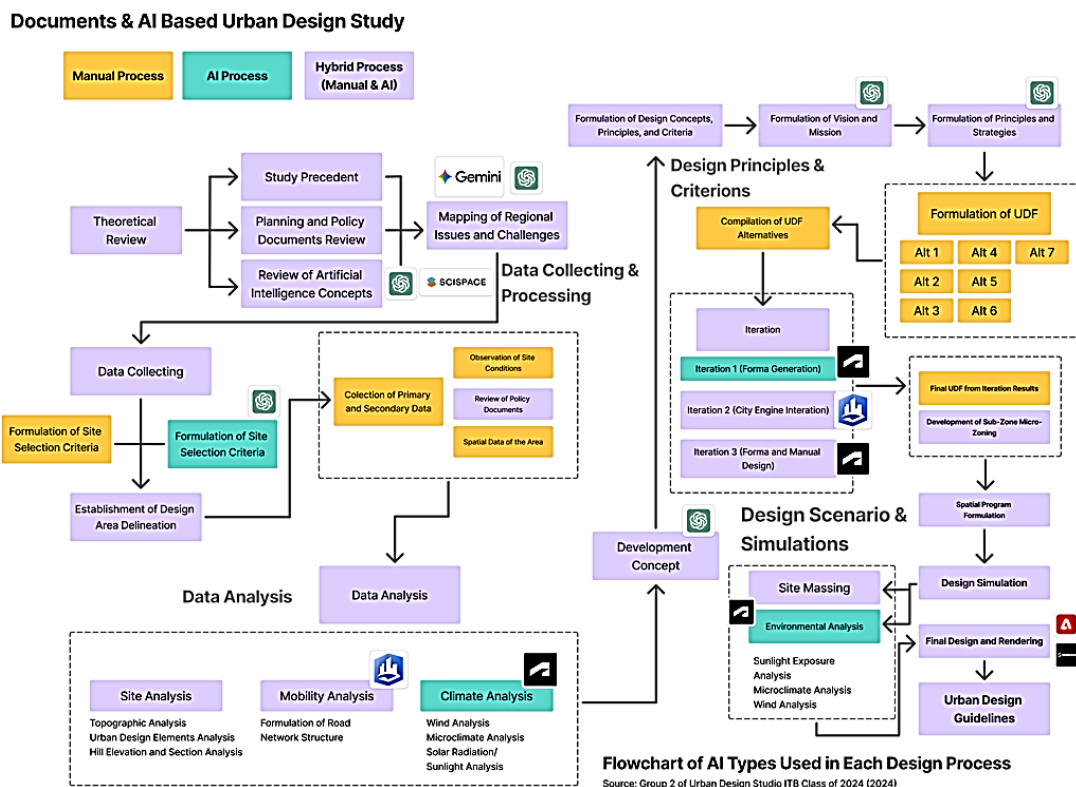 Documents & AI Based Urban Design Study
Manual Process
AI Process
Hybrid Process
(Manual & AI)
Theoretical
Review
Study Precedent
Planning and Policy
Documents Review
Review of Artificial
Intelligence Concepts
SCISPACE
Gemini
Mapping of Regional
Issues and Challenges
Data Collecting &
Processing
Data Collecting
Formulation of Site
Selection Criteria
Formulation of Site
Selection Criteria
Establishment of Design
Area Delineation
Colection of Primary
and Secondary Data
Observation of Site
Conditions
Review of Policy
Documents
Spatial Data of the Area
Data Analysis
Data Analysis
Site Analysis
Topographic Analysis
Urban Design Elements Analysis
Hill Elevation and Section Analysis
Mobility Analysis
Formulation of Road
Network Structure
Climate Analysis
Wind Analysis
Microclimate Analysis
Solar Radiation/
Sunlight Analysis
Development
Concept
Formulation of Design Concepts,
Principles, and Criteria
Formulation of Vision and
Mission
Formulation of Principles and
Strategies
Design Principles &
Criterions
Formulation of UDF
Alt 1
Alt 4
Alt 7
Alt 2
Alt 5
Alt 3
Alt 6
Compilation of UDF
Alternatives
Iteration
Iteration 1 (Forma Generation)
Iteration 2 (City Engine Interation)
Iteration 3 (Forma and Manual
Design)
Final UDF from Iteration Results
Development of Sub-Zone Micro-
Zoning
Spatial Program
Formulation
Design Scenario &
Simulations
Design Simulation
Site Massing
Environmental Analysis
Sunlight Exposure
Analysis
Microclimate Analysis
Wind Analysis
Final Design and Rendering
Urban Design
Guidelines
Flowchart of AI Types Used in Each Design Process
Source: Group 2 of Urban Design Studio ITB Class of 2024 (2024)